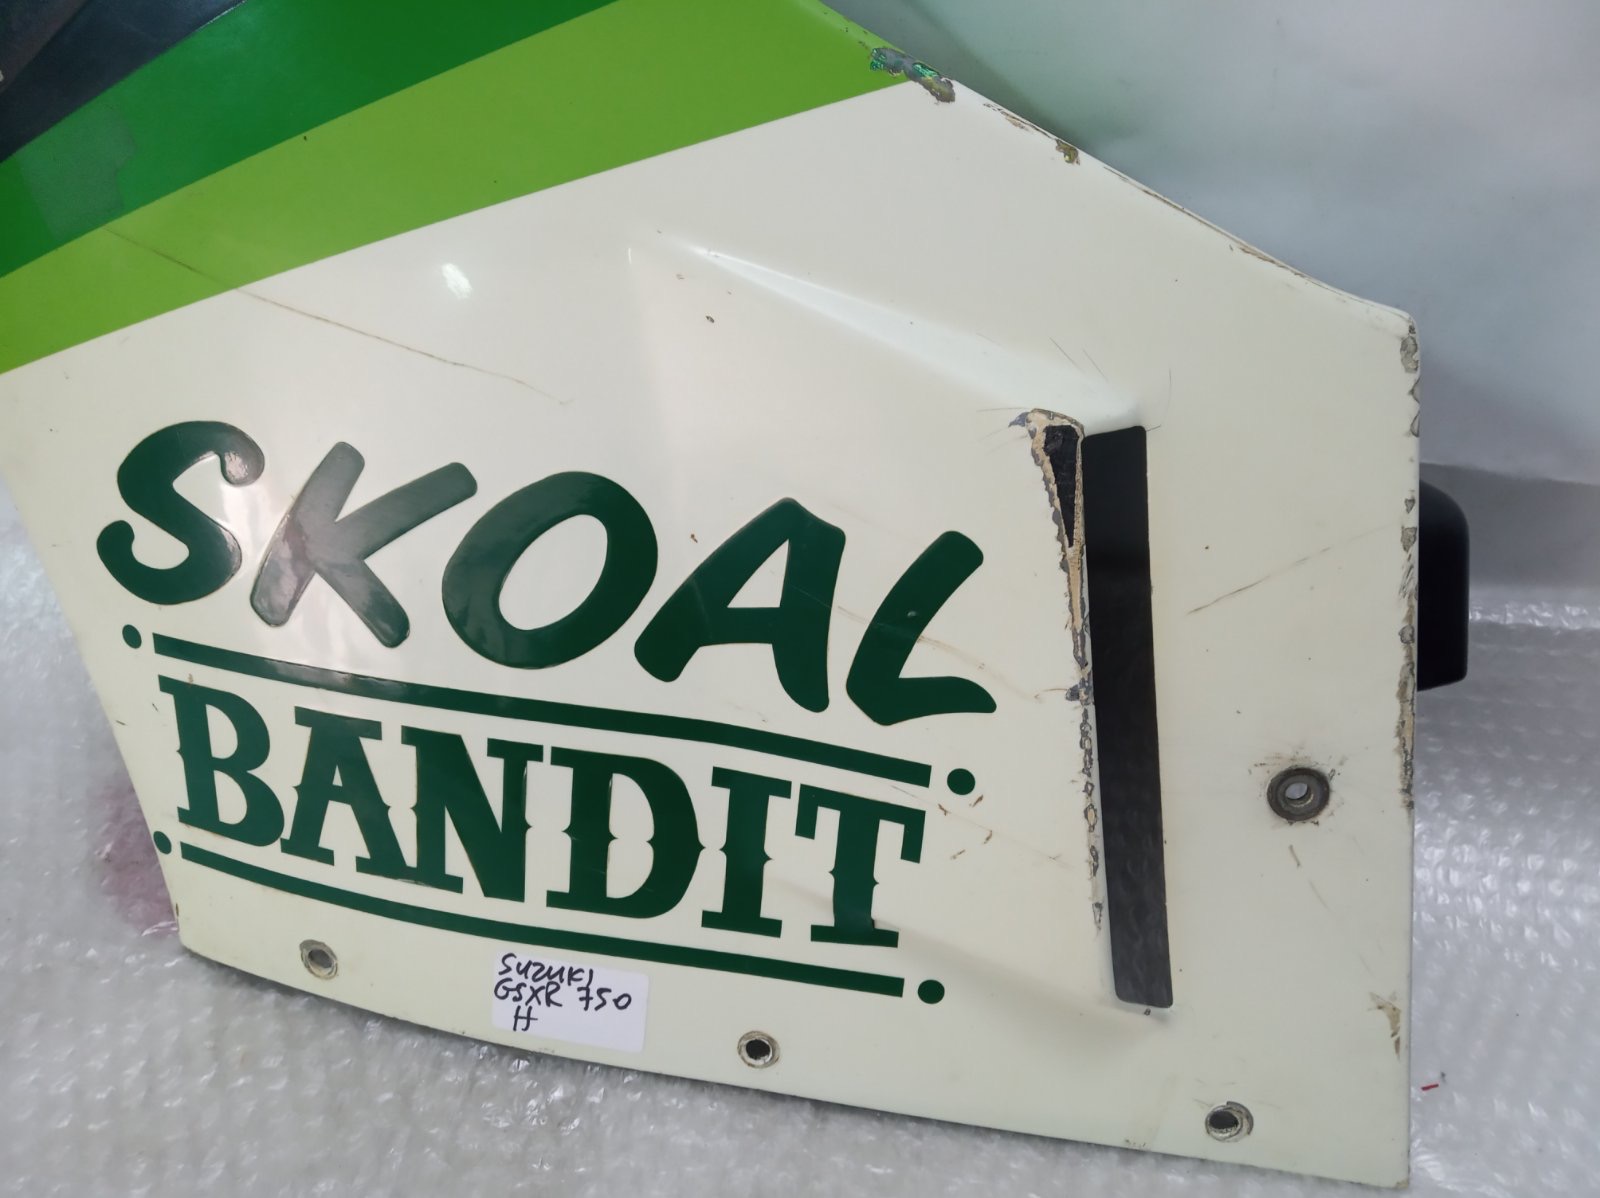 SKOAL
BANDIT
SUZUKI
GSXR 750
H